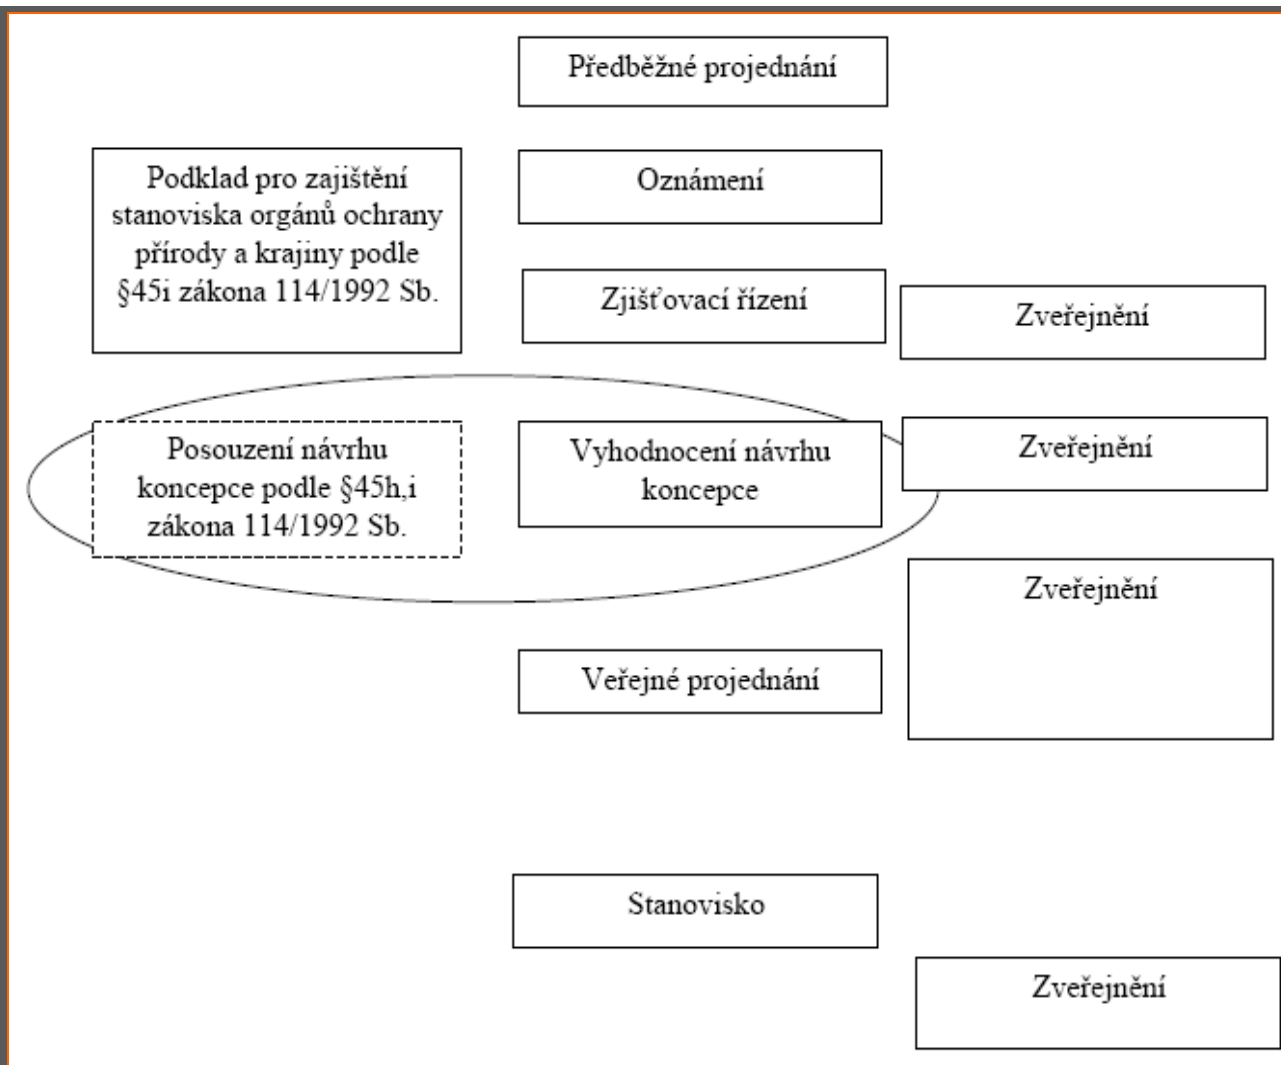 Předběžné projednání
Podklad pro zajištění
stanoviska orgánů ochrany
přírody a krajiny podle
§45i zákona 114/1992 Sb.
Oznámení
Zjišťovací řízení
Zveřejnění
Posouzení návrhu
koncepce podle §45h,i
zákona 114/1992 Sb.
Vyhodnocení návrhu
koncepce
Zveřejnění
Zveřejnění
Veřejné projednání
Stanovisko
Zveřejnění